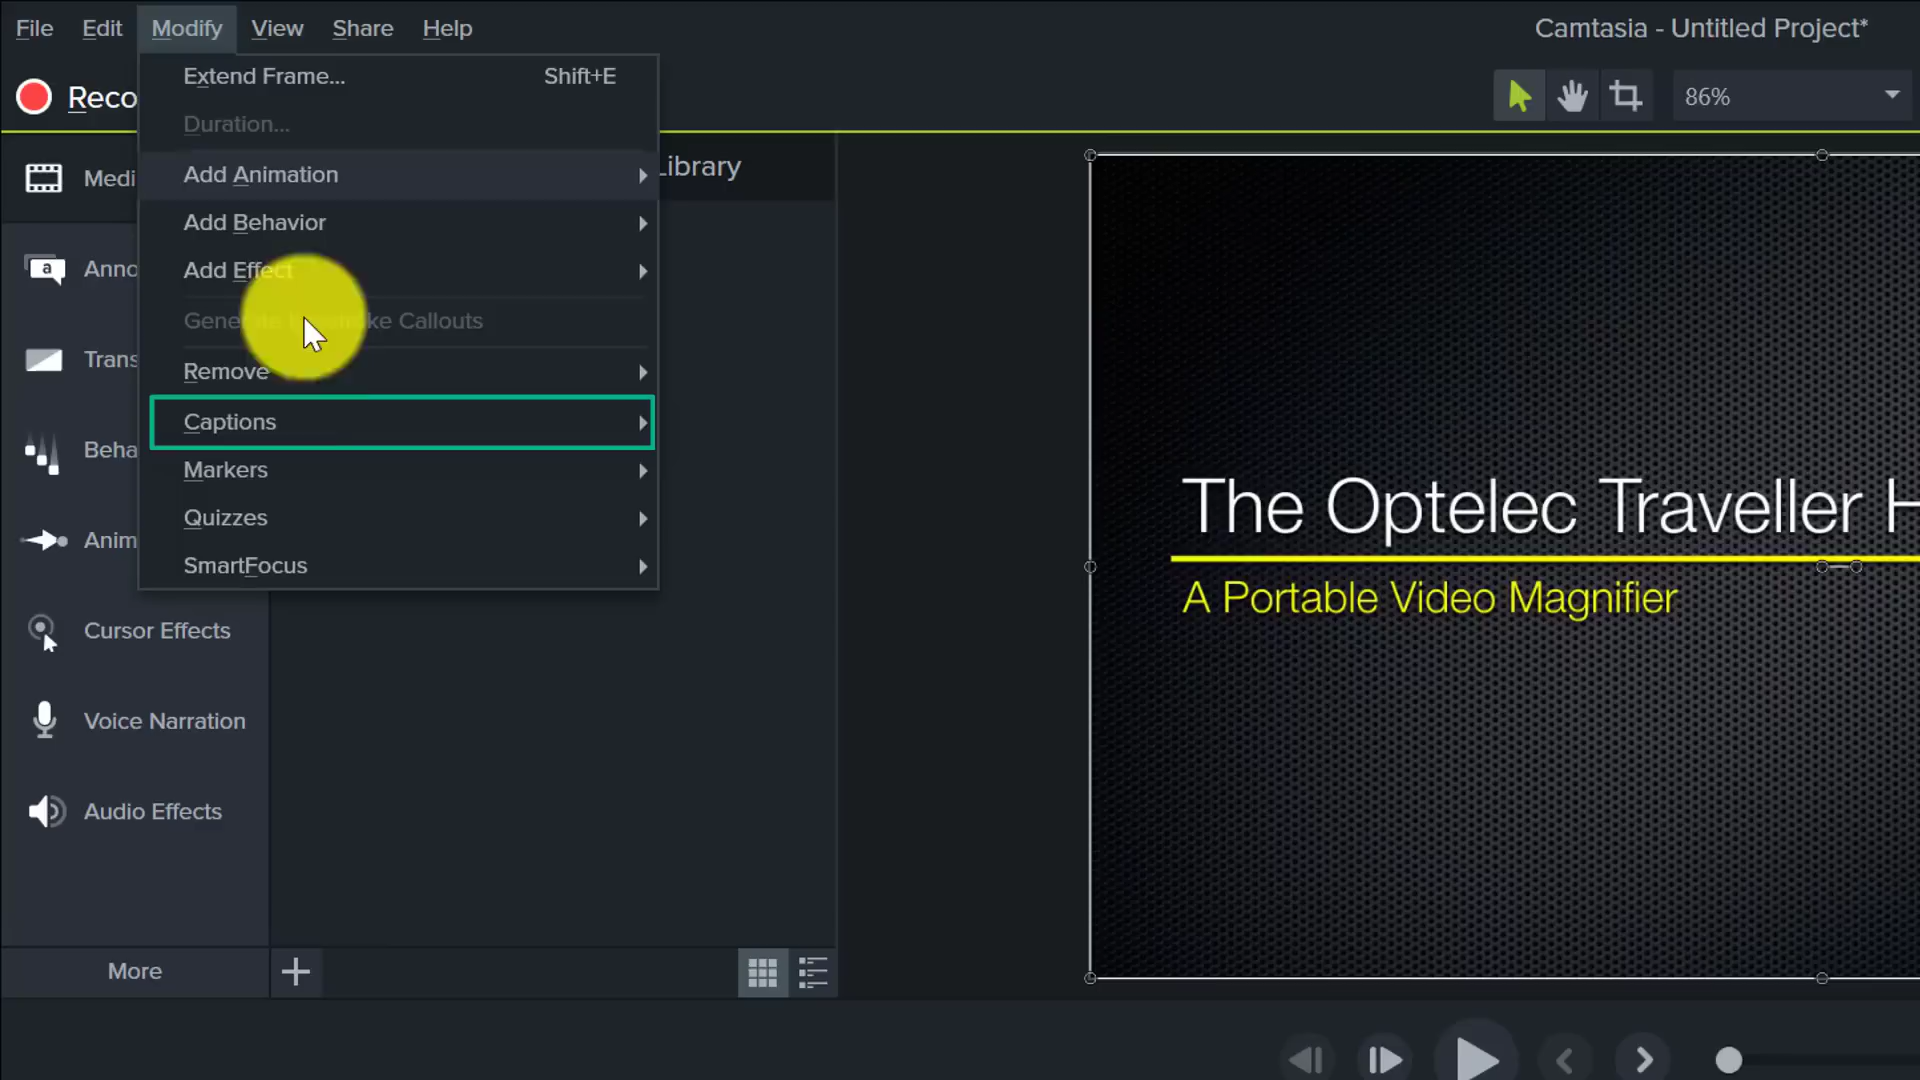 File Edit Modify View Share Help
Camtasia - Untitled Project*
Reco
86%
Extend Frame... Shift+E
Duration...
Add Animation
Add Behavior
Add Effect
Callouts
Remove
Captions
Markers
Quizzes
SmartFocus
Library
Medi
a Anno
Trans
Beha
Anim
Cursor Effects
Voice Narration
Audio Effects
More
The Optelec Traveller H
A Portable Video Magnifier